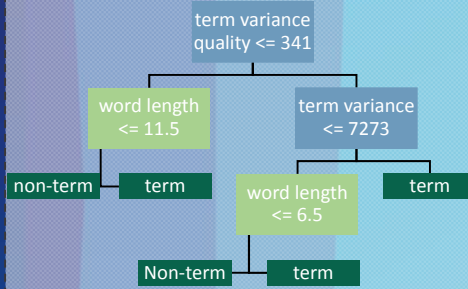 term variance
quality <= 341
word length
<= 11.5
term variance
<= 7273
non-term
term
word length
<= 6.5
term
Non-term
term